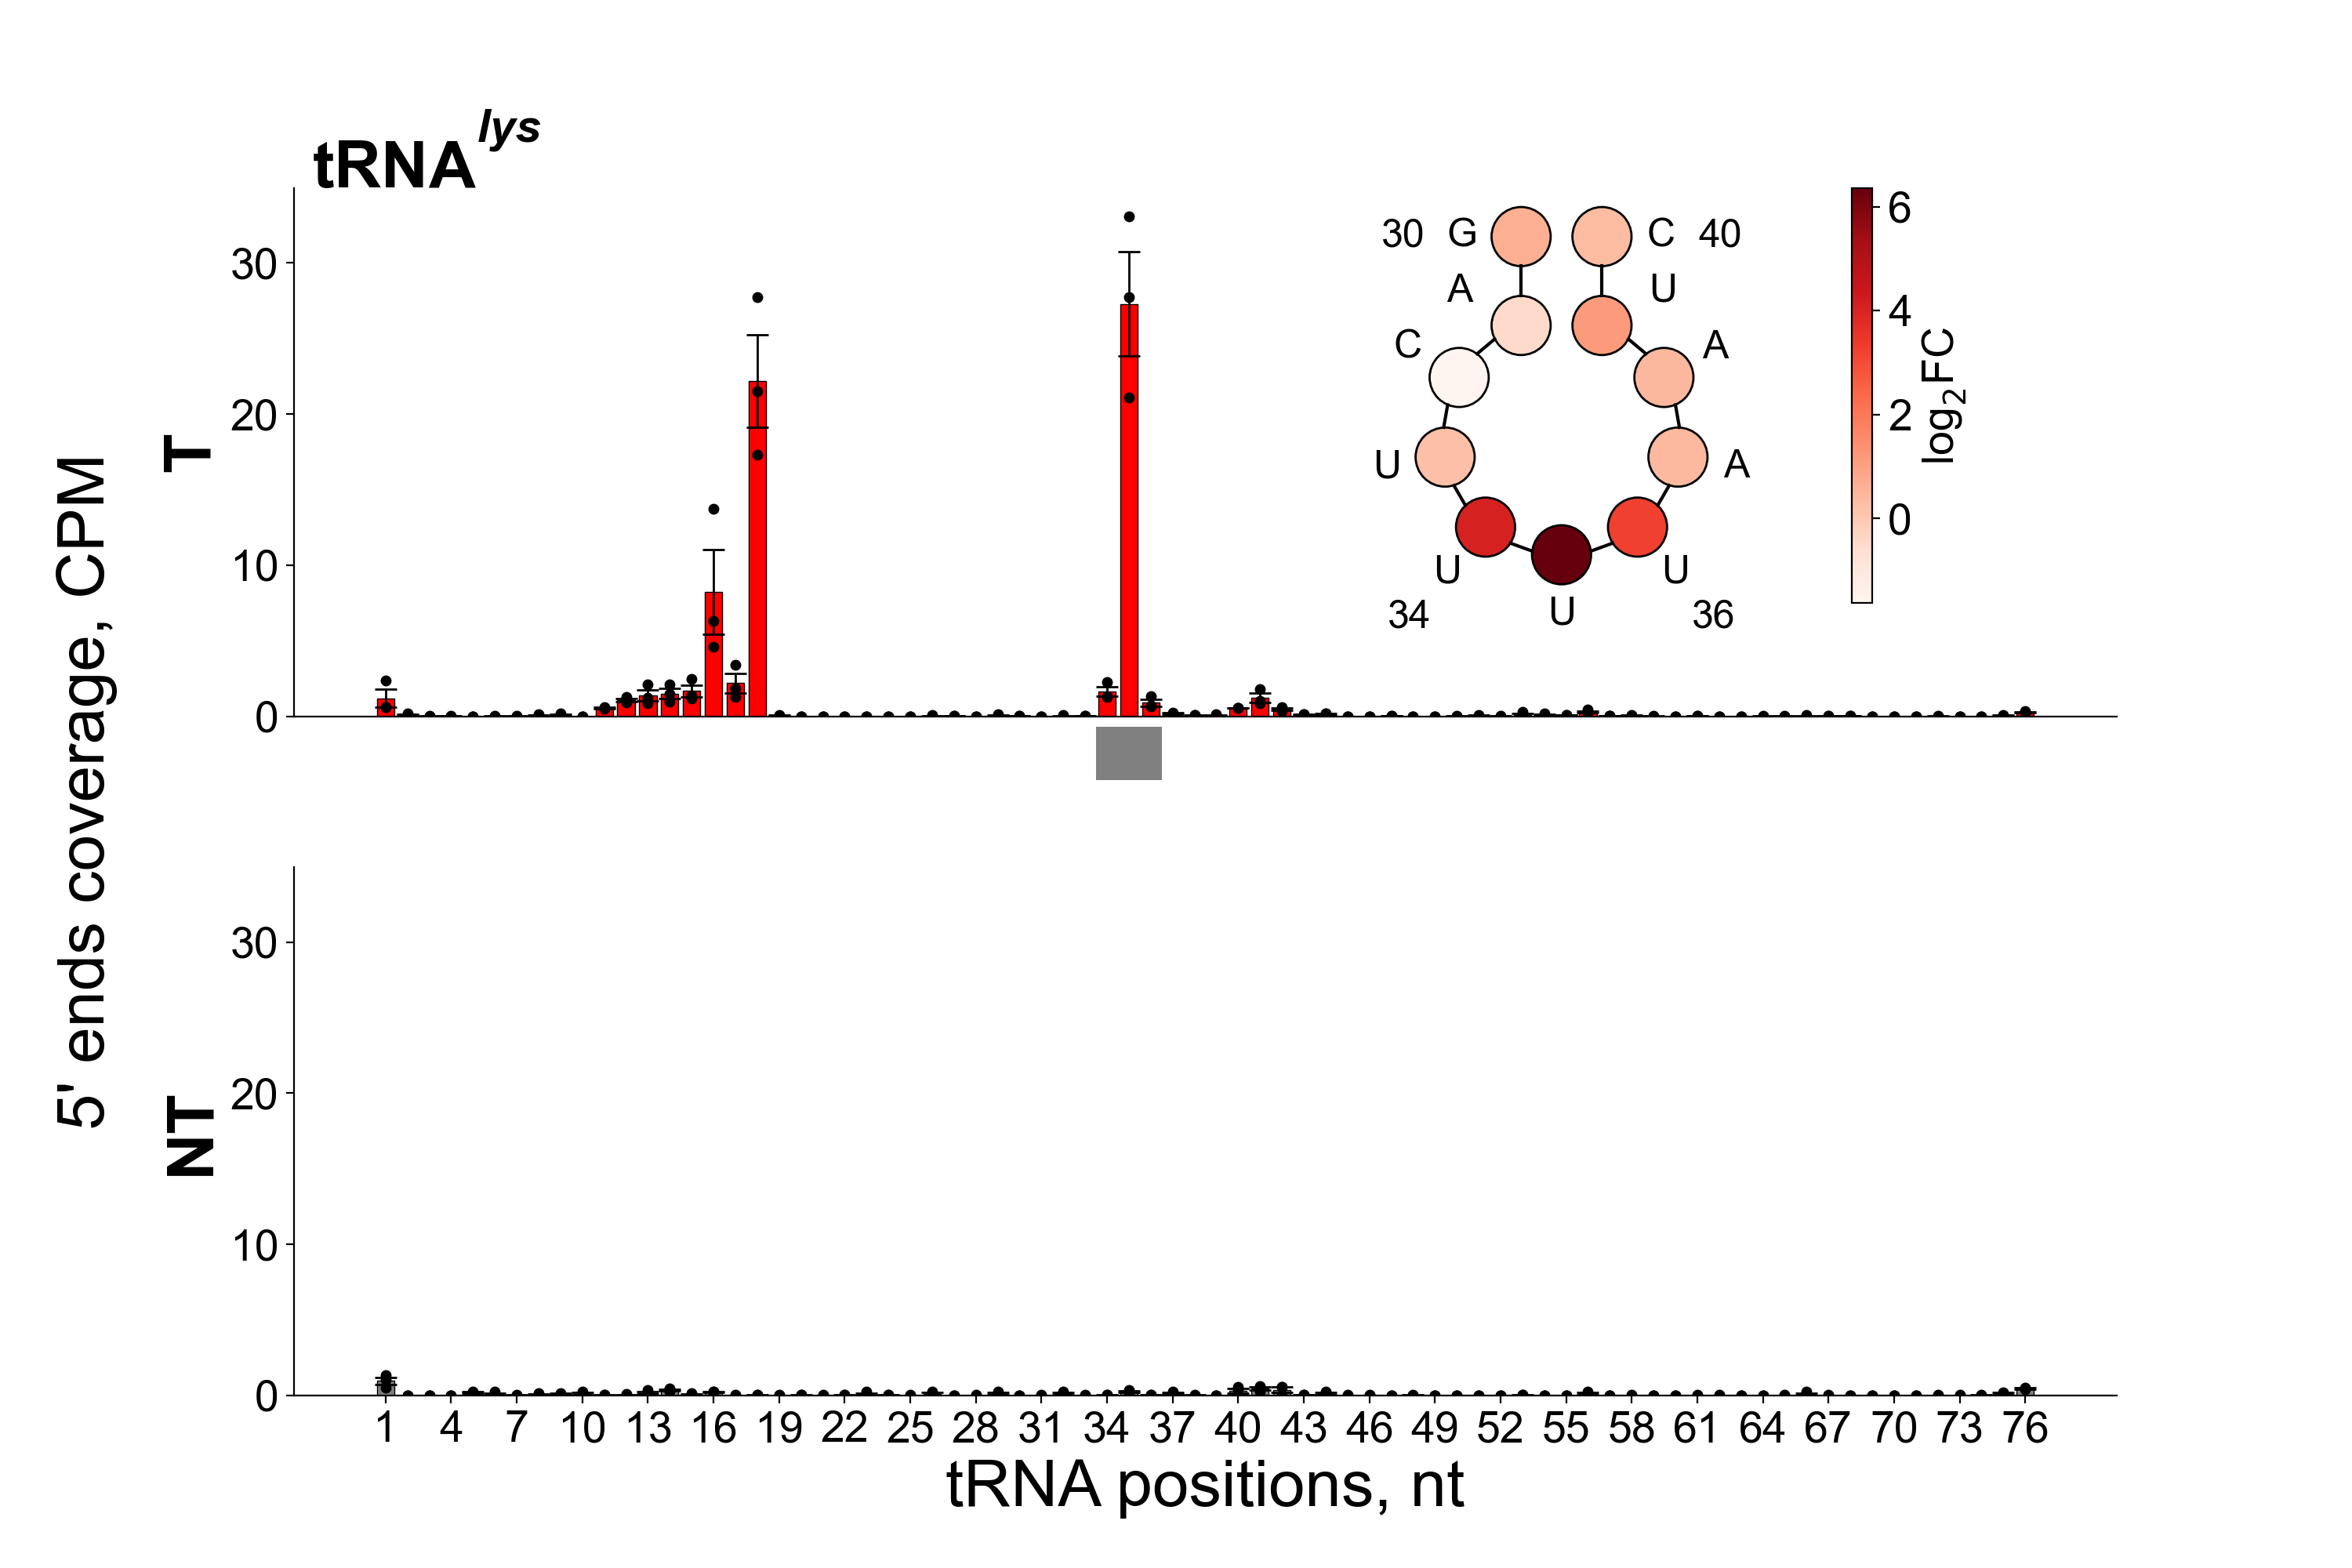 tRNA^lys
5' ends coverage, CPM
T
30
20
10
0
30 G C 40
A U
C A
U A
U U
34 U 36
6
4
2
0
log₂FC
NT
30
20
10
0
1 4 7 10 13 16 19 22 25 28 31 34 37 40 43 46 49 52 55 58 61 64 67 70 73 76
tRNA positions, nt